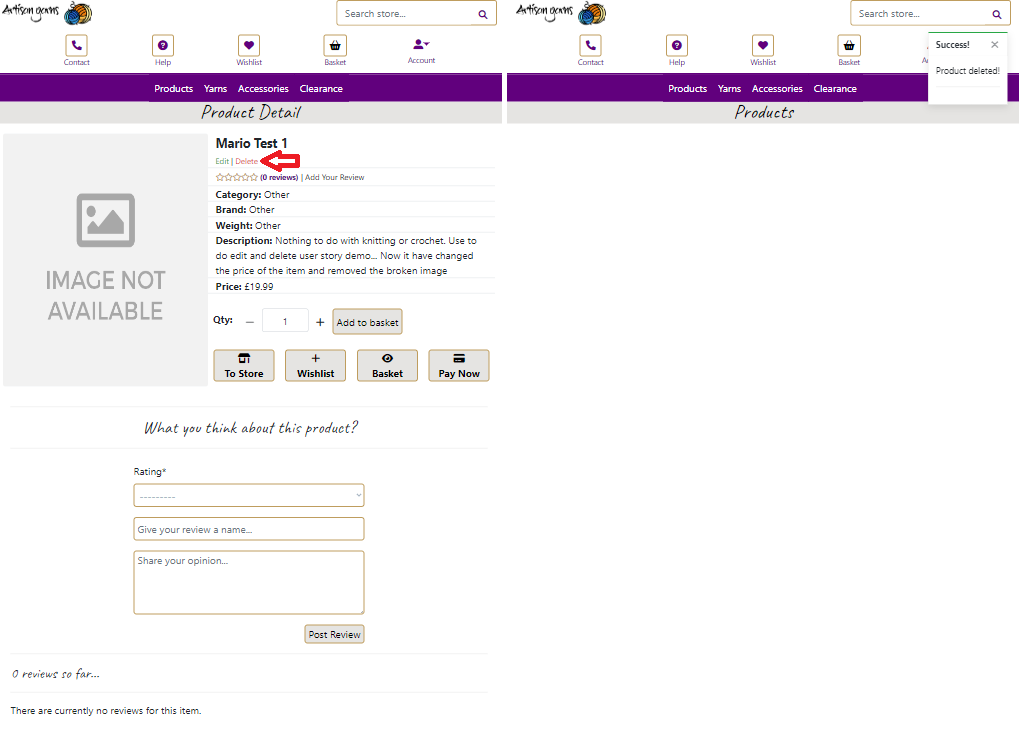 Artisan yarns
Search store...
Contact
Help
Wishlist
Basket
Account
Products Yarns Accessories Clearance
Product Detail
Mario Test 1
Edit | Delete
(0 reviews) | Add Your Review
Category: Other
Brand: Other
Weight: Other
Description: Nothing to do with knitting or crochet. Use to
do edit and delete user story demo... Now it have changed
the price of the item and removed the broken image
Price: £19.99
IMAGE NOT
AVAILABLE
Qty: − 1 + Add to basket
To Store
Wishlist
Basket
Pay Now
What you think about this product?
Rating*
---------
Give your review a name...
Share your opinion...
Post Review
0 reviews so far...
There are currently no reviews for this item.
Artisan yarns
Search store...
Contact
Help
Wishlist
Basket
Success!
Product deleted!
Products Yarns Accessories Clearance
Products